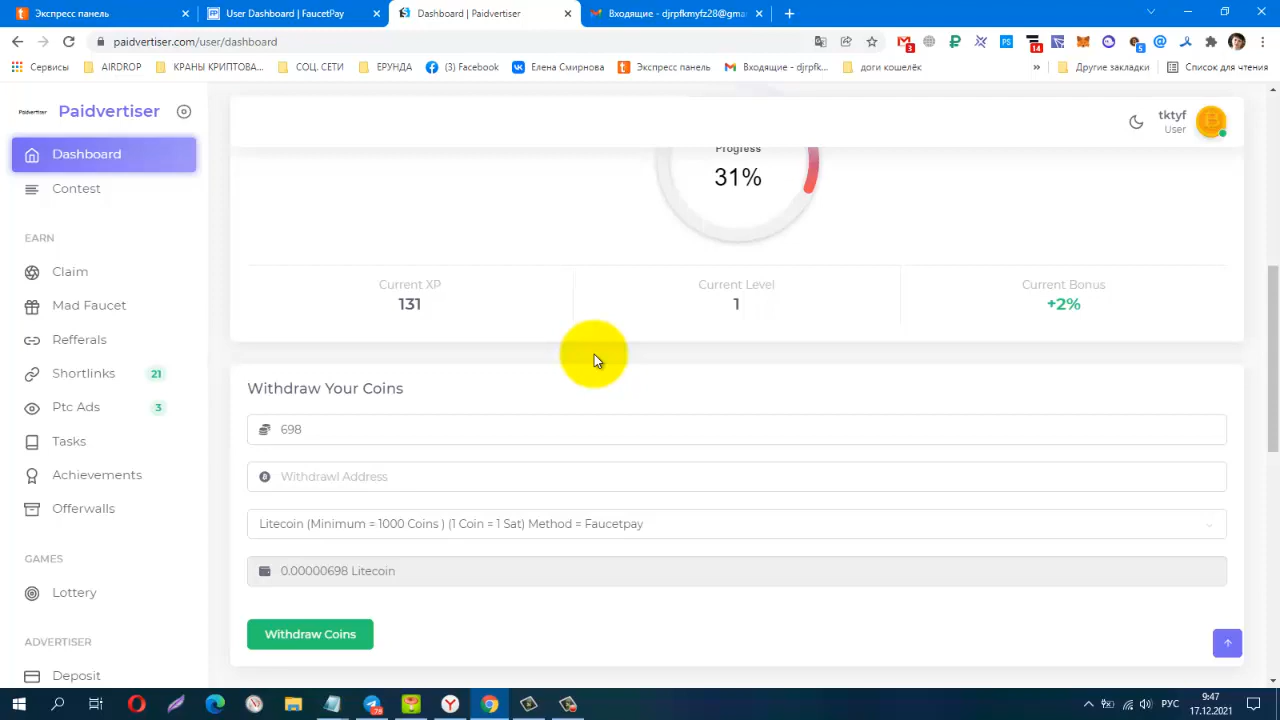 Экспресс панель
User Dashboard | FaucetPay
Dashboard | Paidvertiser
Входящие - djrpfkmyfz28@gmai
paidvertiser.com/user/dashboard
Сервисы
AIRDROP
КРАНЫ КРИПТОВА...
СОЦ. СЕТИ
ЕРУНДА
(3) Facebook
Елена Смирнова
Экспресс панель
Входящие - djrpfk...
доги кошелёк
Другие закладки
Список для чтения
Paidvertiser
Paidvertiser
tktyf
User
Dashboard
Contest
EARN
Claim
Mad Faucet
Refferals
Shortlinks 21
Ptc Ads 3
Tasks
Achievements
Offerwalls
GAMES
Lottery
ADVERTISER
Deposit
Progress
31%
Current XP
131
Current Level
1
Current Bonus
+2%
Withdraw Your Coins
698
Withdrawl Address
Litecoin (Minimum = 1000 Coins ) (1 Coin = 1 Sat) Method = Faucetpay
0.00000698 Litecoin
Withdraw Coins
РУС
9:47
17.12.2021